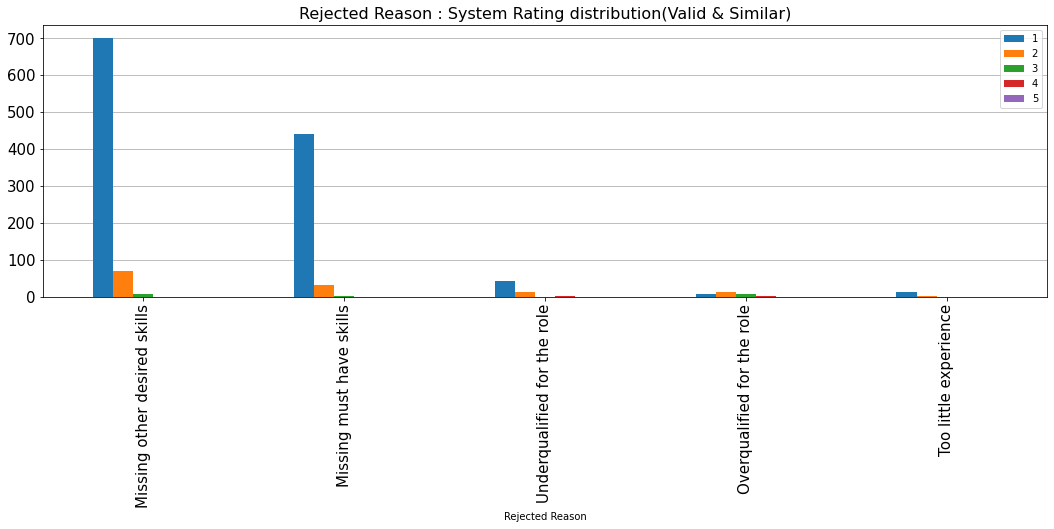 Rejected Reason : System Rating distribution(Valid & Similar)
1
2
3
4
5
700
600
500
400
300
200
100
0
Missing other desired skills
Missing must have skills
Underqualified for the role
Overqualified for the role
Too little experience
Rejected Reason